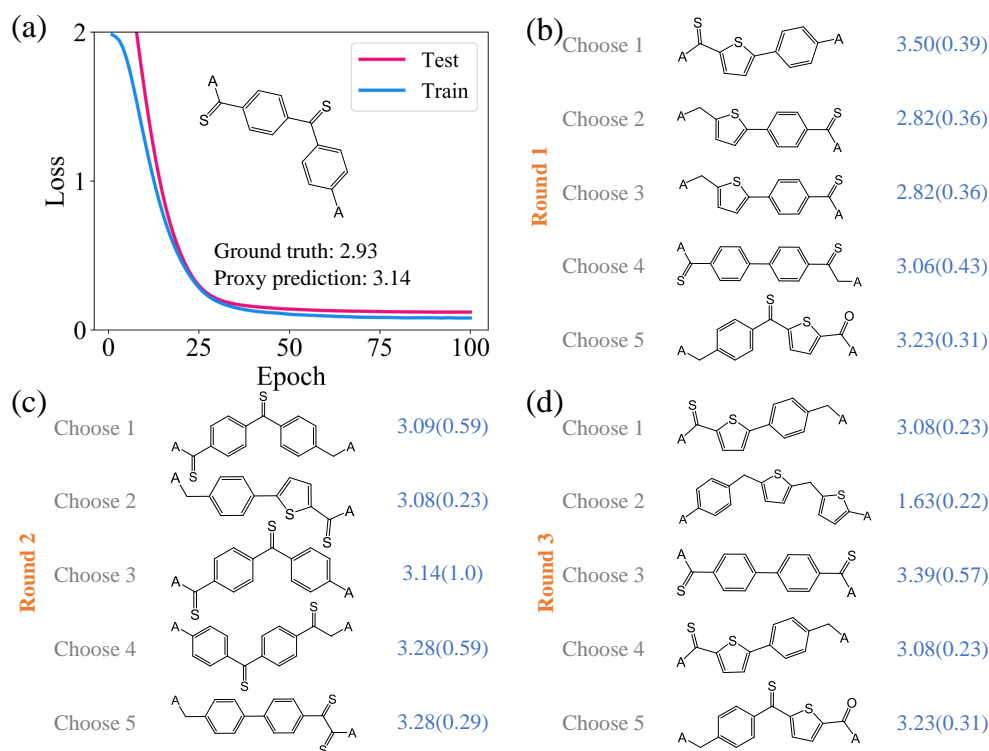 (a)
2
1
0
Loss
0
25
50
75
100
Epoch
Test
Train
A
S
S
A
Ground truth: 2.93
Proxy prediction: 3.14
(b)
Round 1
Choose 1
S
A
S
A
3.50(0.39)
Choose 2
A
S
S
A
2.82(0.36)
Choose 3
A
S
S
A
2.82(0.36)
Choose 4
A
S
S
A
3.06(0.43)
Choose 5
A
S
S
O
A
3.23(0.31)
(c)
Round 2
Choose 1
A
S
S
A
3.09(0.59)
Choose 2
A
S
A
S
3.08(0.23)
Choose 3
S
A
S
A
3.14(1.0)
Choose 4
A
S
S
A
3.28(0.59)
Choose 5
A
S
A
S
3.28(0.29)
(d)
Round 3
Choose 1
S
A
S
A
3.08(0.23)
Choose 2
A
S
S
A
1.63(0.22)
Choose 3
A
S
S
A
3.39(0.57)
Choose 4
S
A
S
A
3.08(0.23)
Choose 5
A
S
S
O
A
3.23(0.31)